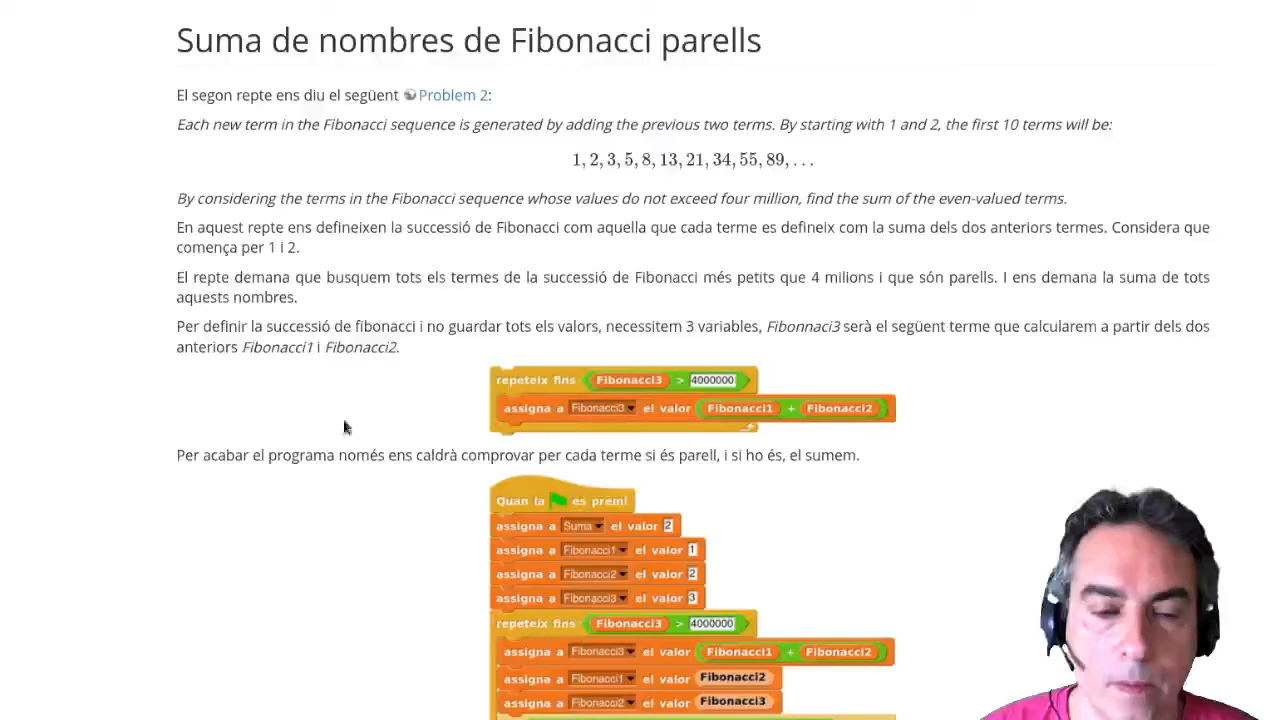 Suma de nombres de Fibonacci parells
El segon repte ens diu el següent Problem 2:
Each new term in the Fibonacci sequence is generated by adding the previous two terms. By starting with 1 and 2, the first 10 terms will be:
1, 2, 3, 5, 8, 13, 21, 34, 55, 89, . . .
By considering the terms in the Fibonacci sequence whose values do not exceed four million, find the sum of the even-valued terms.
En aquest repte ens defineixen la successió de Fibonacci com aquella que cada terme es defineix com la suma dels dos anteriors termes. Considera que
comença per 1 i 2.
El repte demana que busquem tots els termes de la successió de Fibonacci més petits que 4 milions i que són parells. I ens demana la suma de tots
aquests nombres.
Per definir la successió de fibonacci i no guardar tots els valors, necessitem 3 variables, Fibonnaci3 serà el següent terme que calcularem a partir dels dos
anteriors Fibonacci1 i Fibonacci2.
repeteix fins Fibonacci3 > 4000000
assigna a Fibonacci3 el valor Fibonacci1 + Fibonacci2
Per acabar el programa només ens caldrà comprovar per cada terme si és parell, i si ho és, el sumem.
Quan la es premi
assigna a Suma el valor 2
assigna a Fibonacci1 el valor 1
assigna a Fibonacci2 el valor 2
assigna a Fibonacci3 el valor 3
repeteix fins Fibonacci3 > 4000000
assigna a Fibonacci3 el valor Fibonacci1 + Fibonacci2
assigna a Fibonacci1 el valor Fibonacci2
assigna a Fibonacci2 el valor Fibonacci3